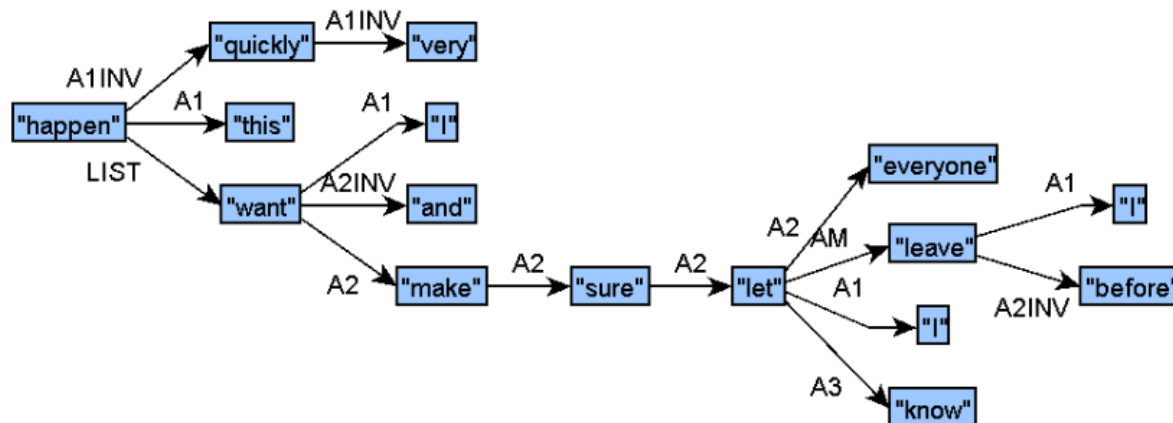 A1INV
"quickly"
A1INV
"very"
"happen"
A1
"this"
LIST
"want"
A1
"I"
A2INV
"and"
A2
"make"
A2
"sure"
A2
"let"
A2
"everyone"
AM
"leave"
A1
"I"
A2INV
"before"
A1
"I"
A3
"know"